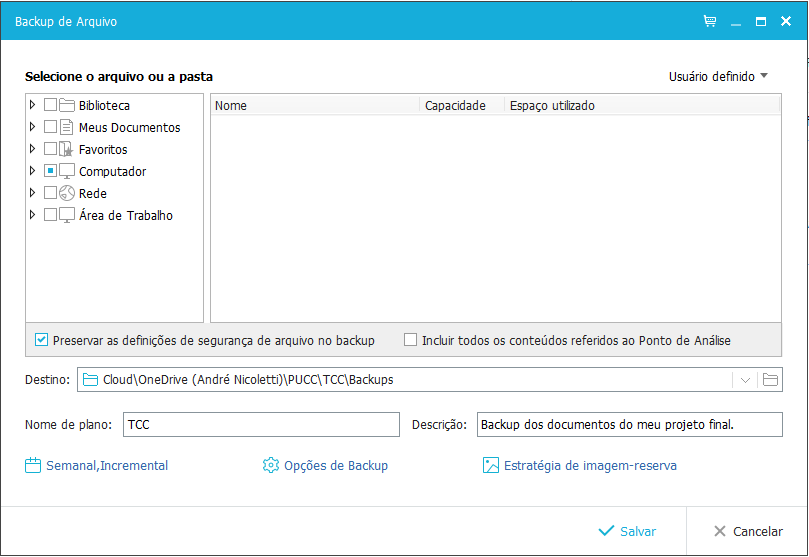 Backup de Arquivo
Selecione o arquivo ou a pasta
Usuário definido
Biblioteca
Meus Documentos
Favoritos
Computador
Rede
Área de Trabalho
Nome Capacidade Espaço utilizado
Preservar as definições de segurança de arquivo no backup
Incluir todos os conteúdos referidos ao Ponto de Análise
Destino: Cloud\OneDrive (André Nicoletti)\PUCC\TCC\Backups
Nome de plano: TCC
Descrição: Backup dos documentos do meu projeto final.
Semanal,Incremental
Opções de Backup
Estratégia de imagem-reserva
Salvar
Cancelar